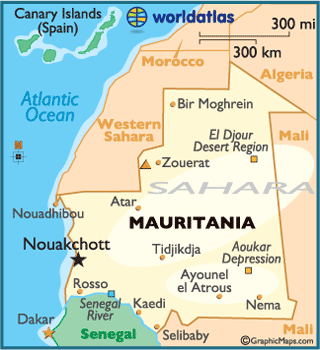 Canary Islands
(Spain)
worldatlas
300 mi
300 km
Morocco
Algeria
Atlantic
Ocean
Bir Moghrein
Western
Sahara
El Djour
Desert Region
Mali
Zouerat
SAHARA
Nouadhibou
Atar
MAURITANIA
Nouakchott
Tidjikdja
Aoukar
Depression
Ayounel
el Atrous
Rosso
Senegal
River
Kaedi
Nema
Dakar
Senegal
Selibaby
Mali
©GraphicMaps.com